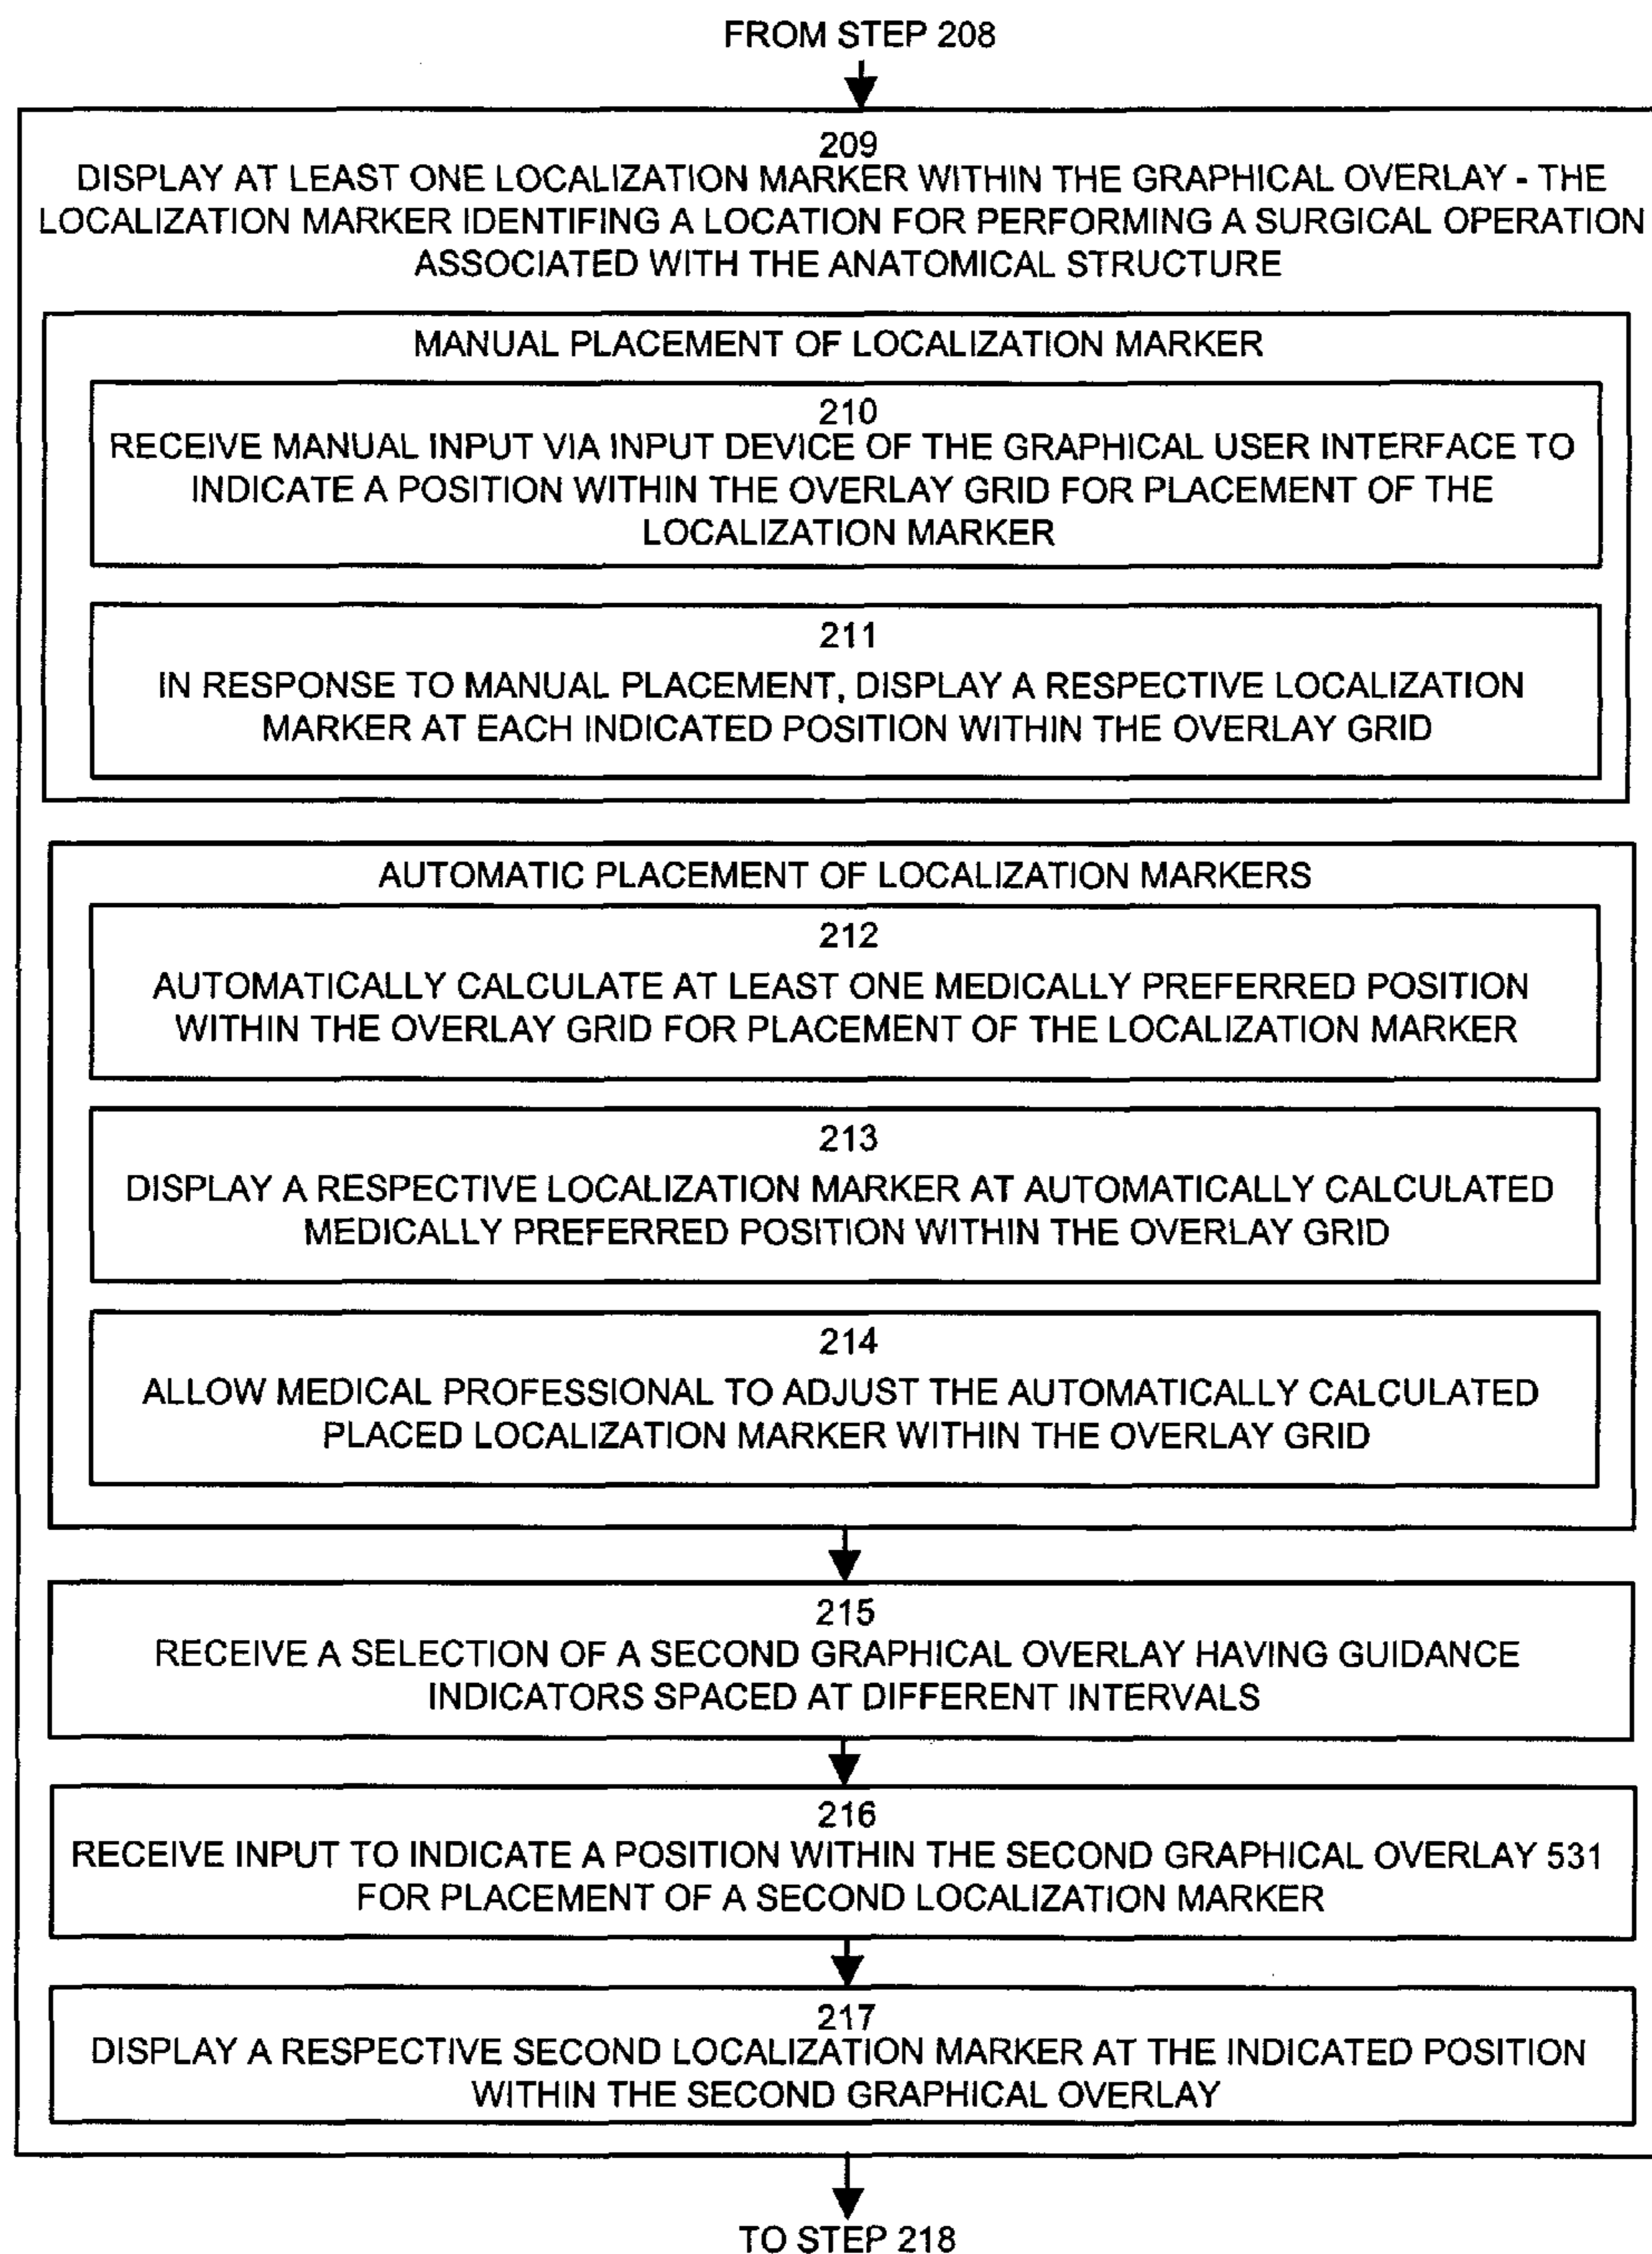 FROM STEP 208
209
DISPLAY AT LEAST ONE LOCALIZATION MARKER WITHIN THE GRAPHICAL OVERLAY - THE
LOCALIZATION MARKER IDENTIFING A LOCATION FOR PERFORMING A SURGICAL OPERATION
ASSOCIATED WITH THE ANATOMICAL STRUCTURE
MANUAL PLACEMENT OF LOCALIZATION MARKER
210
RECEIVE MANUAL INPUT VIA INPUT DEVICE OF THE GRAPHICAL USER INTERFACE TO
INDICATE A POSITION WITHIN THE OVERLAY GRID FOR PLACEMENT OF THE
LOCALIZATION MARKER
211
IN RESPONSE TO MANUAL PLACEMENT, DISPLAY A RESPECTIVE LOCALIZATION
MARKER AT EACH INDICATED POSITION WITHIN THE OVERLAY GRID
AUTOMATIC PLACEMENT OF LOCALIZATION MARKERS
212
AUTOMATICALLY CALCULATE AT LEAST ONE MEDICALLY PREFERRED POSITION
WITHIN THE OVERLAY GRID FOR PLACEMENT OF THE LOCALIZATION MARKER
213
DISPLAY A RESPECTIVE LOCALIZATION MARKER AT AUTOMATICALLY CALCULATED
MEDICALLY PREFERRED POSITION WITHIN THE OVERLAY GRID
214
ALLOW MEDICAL PROFESSIONAL TO ADJUST THE AUTOMATICALLY CALCULATED
PLACED LOCALIZATION MARKER WITHIN THE OVERLAY GRID
215
RECEIVE A SELECTION OF A SECOND GRAPHICAL OVERLAY HAVING GUIDANCE
INDICATORS SPACED AT DIFFERENT INTERVALS
216
RECEIVE INPUT TO INDICATE A POSITION WITHIN THE SECOND GRAPHICAL OVERLAY 531
FOR PLACEMENT OF A SECOND LOCALIZATION MARKER
217
DISPLAY A RESPECTIVE SECOND LOCALIZATION MARKER AT THE INDICATED POSITION
WITHIN THE SECOND GRAPHICAL OVERLAY
TO STEP 218